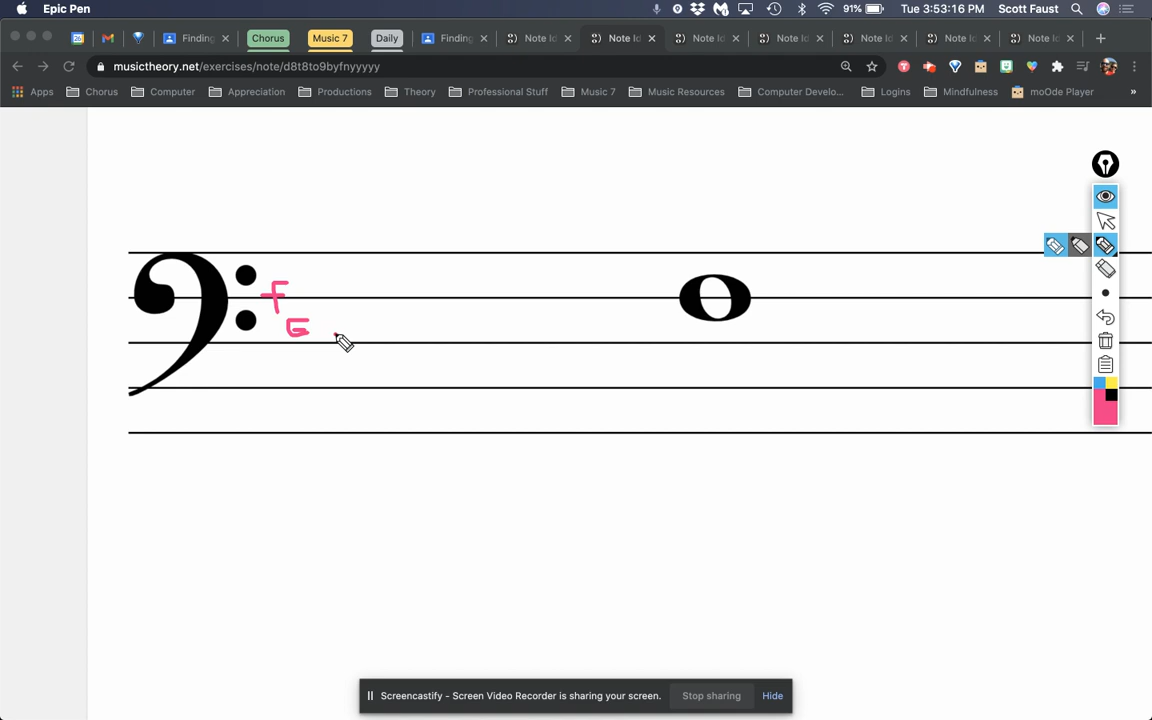 Epic Pen 91% Tue 3:53:16 PM Scott Faust
26 Finding Chorus Music 7 Daily Finding Note Id Note Id Note Id Note Id Note Id Note Id Note Id
musictheory.net/exercises/note/d8t8to9byfnyyyyy
Apps Chorus Computer Appreciation Productions Theory Professional Stuff Music 7 Music Resources Computer Develo... Logins Mindfulness moOde Player »
F
E
Screencastify - Screen Video Recorder is sharing your screen. Stop sharing Hide